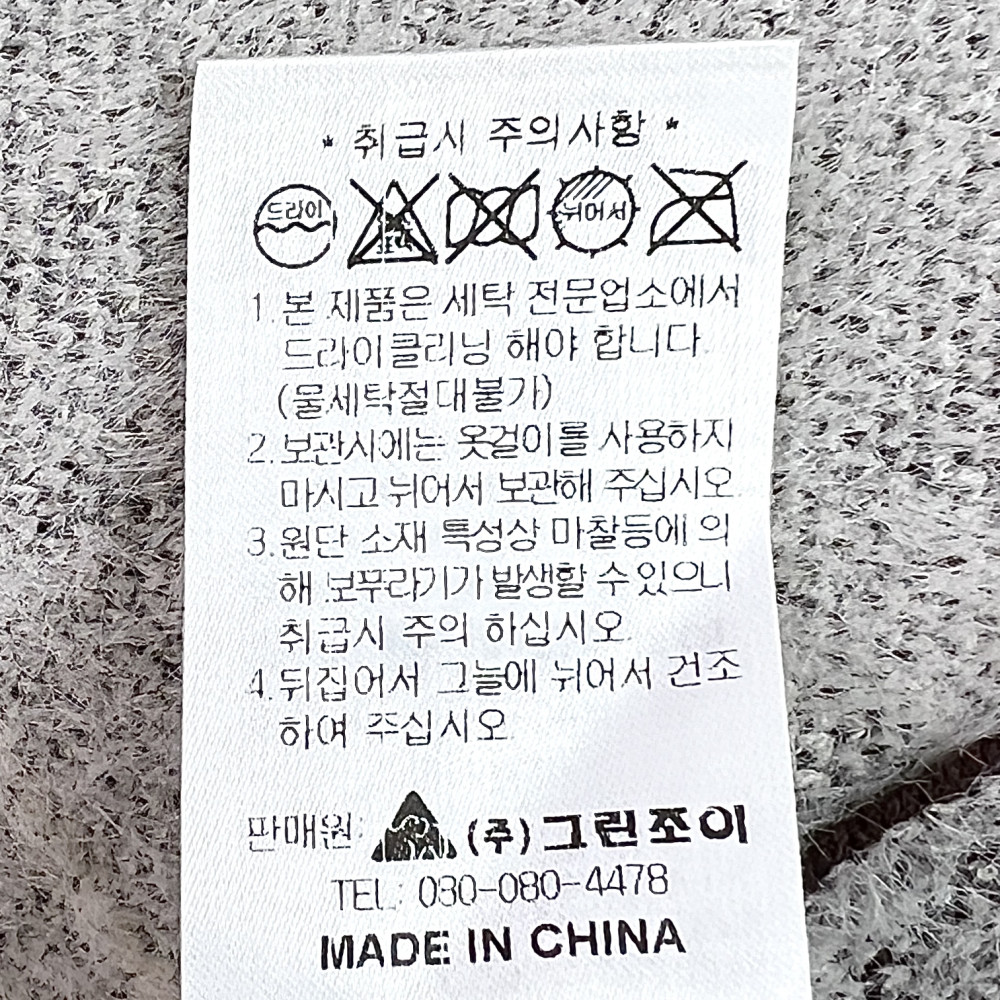 * 취급시 주의사항 *
드라이
뉘어서
1. 본 제품은 세탁 전문업소에서
드라이클리닝 해야 합니다.
(물세탁절대불가)
2. 보관시에는 옷걸이를 사용하지
마시고 뉘어서 보관해 주십시오.
3. 원단 소재 특성상 마찰등에 의
해 보푸라기가 발생할 수 있으니
취급시 주의 하십시오.
4. 뒤집어서 그늘에 뉘어서 건조
하여 주십시오.
판매원: (주)그린조이
TEL: 080-080-4478
MADE IN CHINA